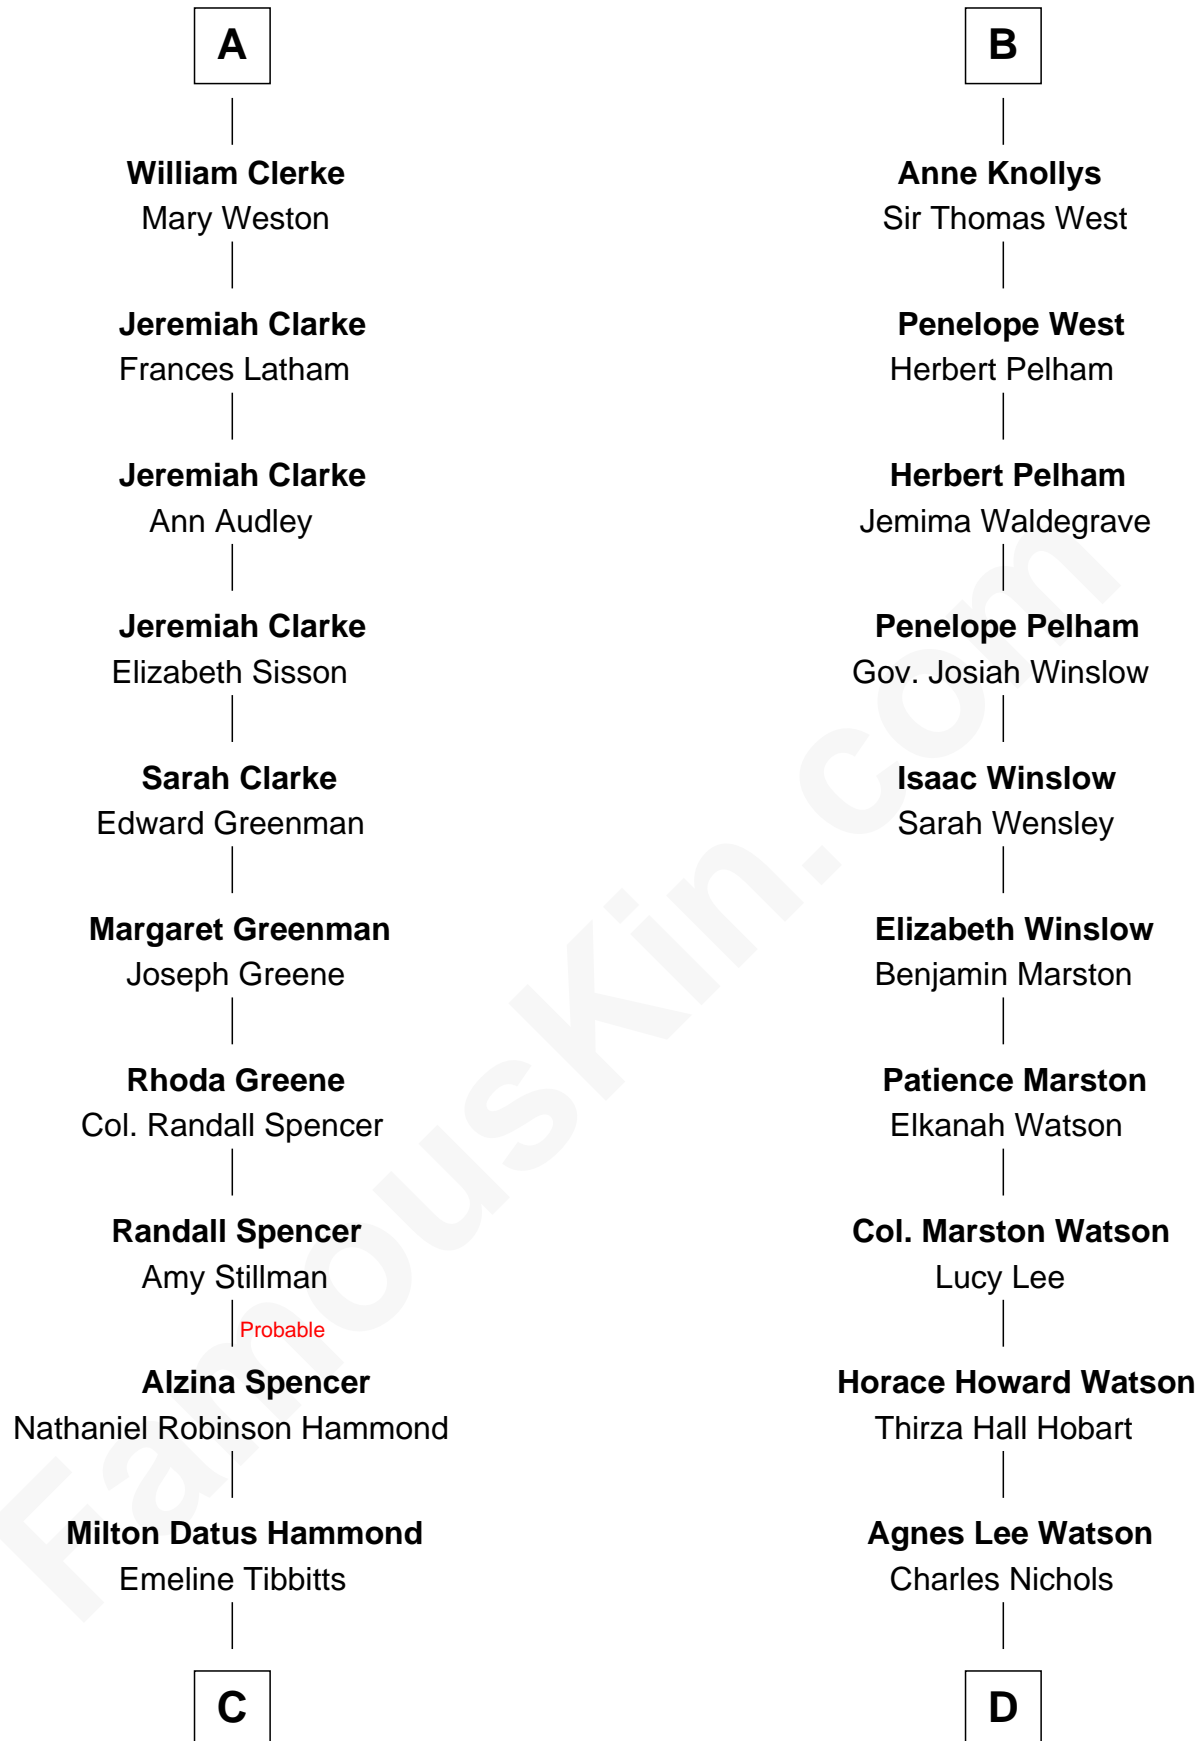 A
William Clerke
Mary Weston
Jeremiah Clarke
Frances Latham
Jeremiah Clarke
Ann Audley
Jeremiah Clarke
Elizabeth Sisson
Sarah Clarke
Edward Greenman
Margaret Greenman
Joseph Greene
Rhoda Greene
Col. Randall Spencer
Randall Spencer
Amy Stillman
Probable
Alzina Spencer
Nathaniel Robinson Hammond
Milton Datus Hammond
Emeline Tibbitts
C
B
Anne Knollys
Sir Thomas West
Penelope West
Herbert Pelham
Herbert Pelham
Jemima Waldegrave
Penelope Pelham
Gov. Josiah Winslow
Isaac Winslow
Sarah Wensley
Elizabeth Winslow
Benjamin Marston
Patience Marston
Elkanah Watson
Col. Marston Watson
Lucy Lee
Horace Howard Watson
Thirza Hall Hobart
Agnes Lee Watson
Charles Nichols
D
FamousKin.com